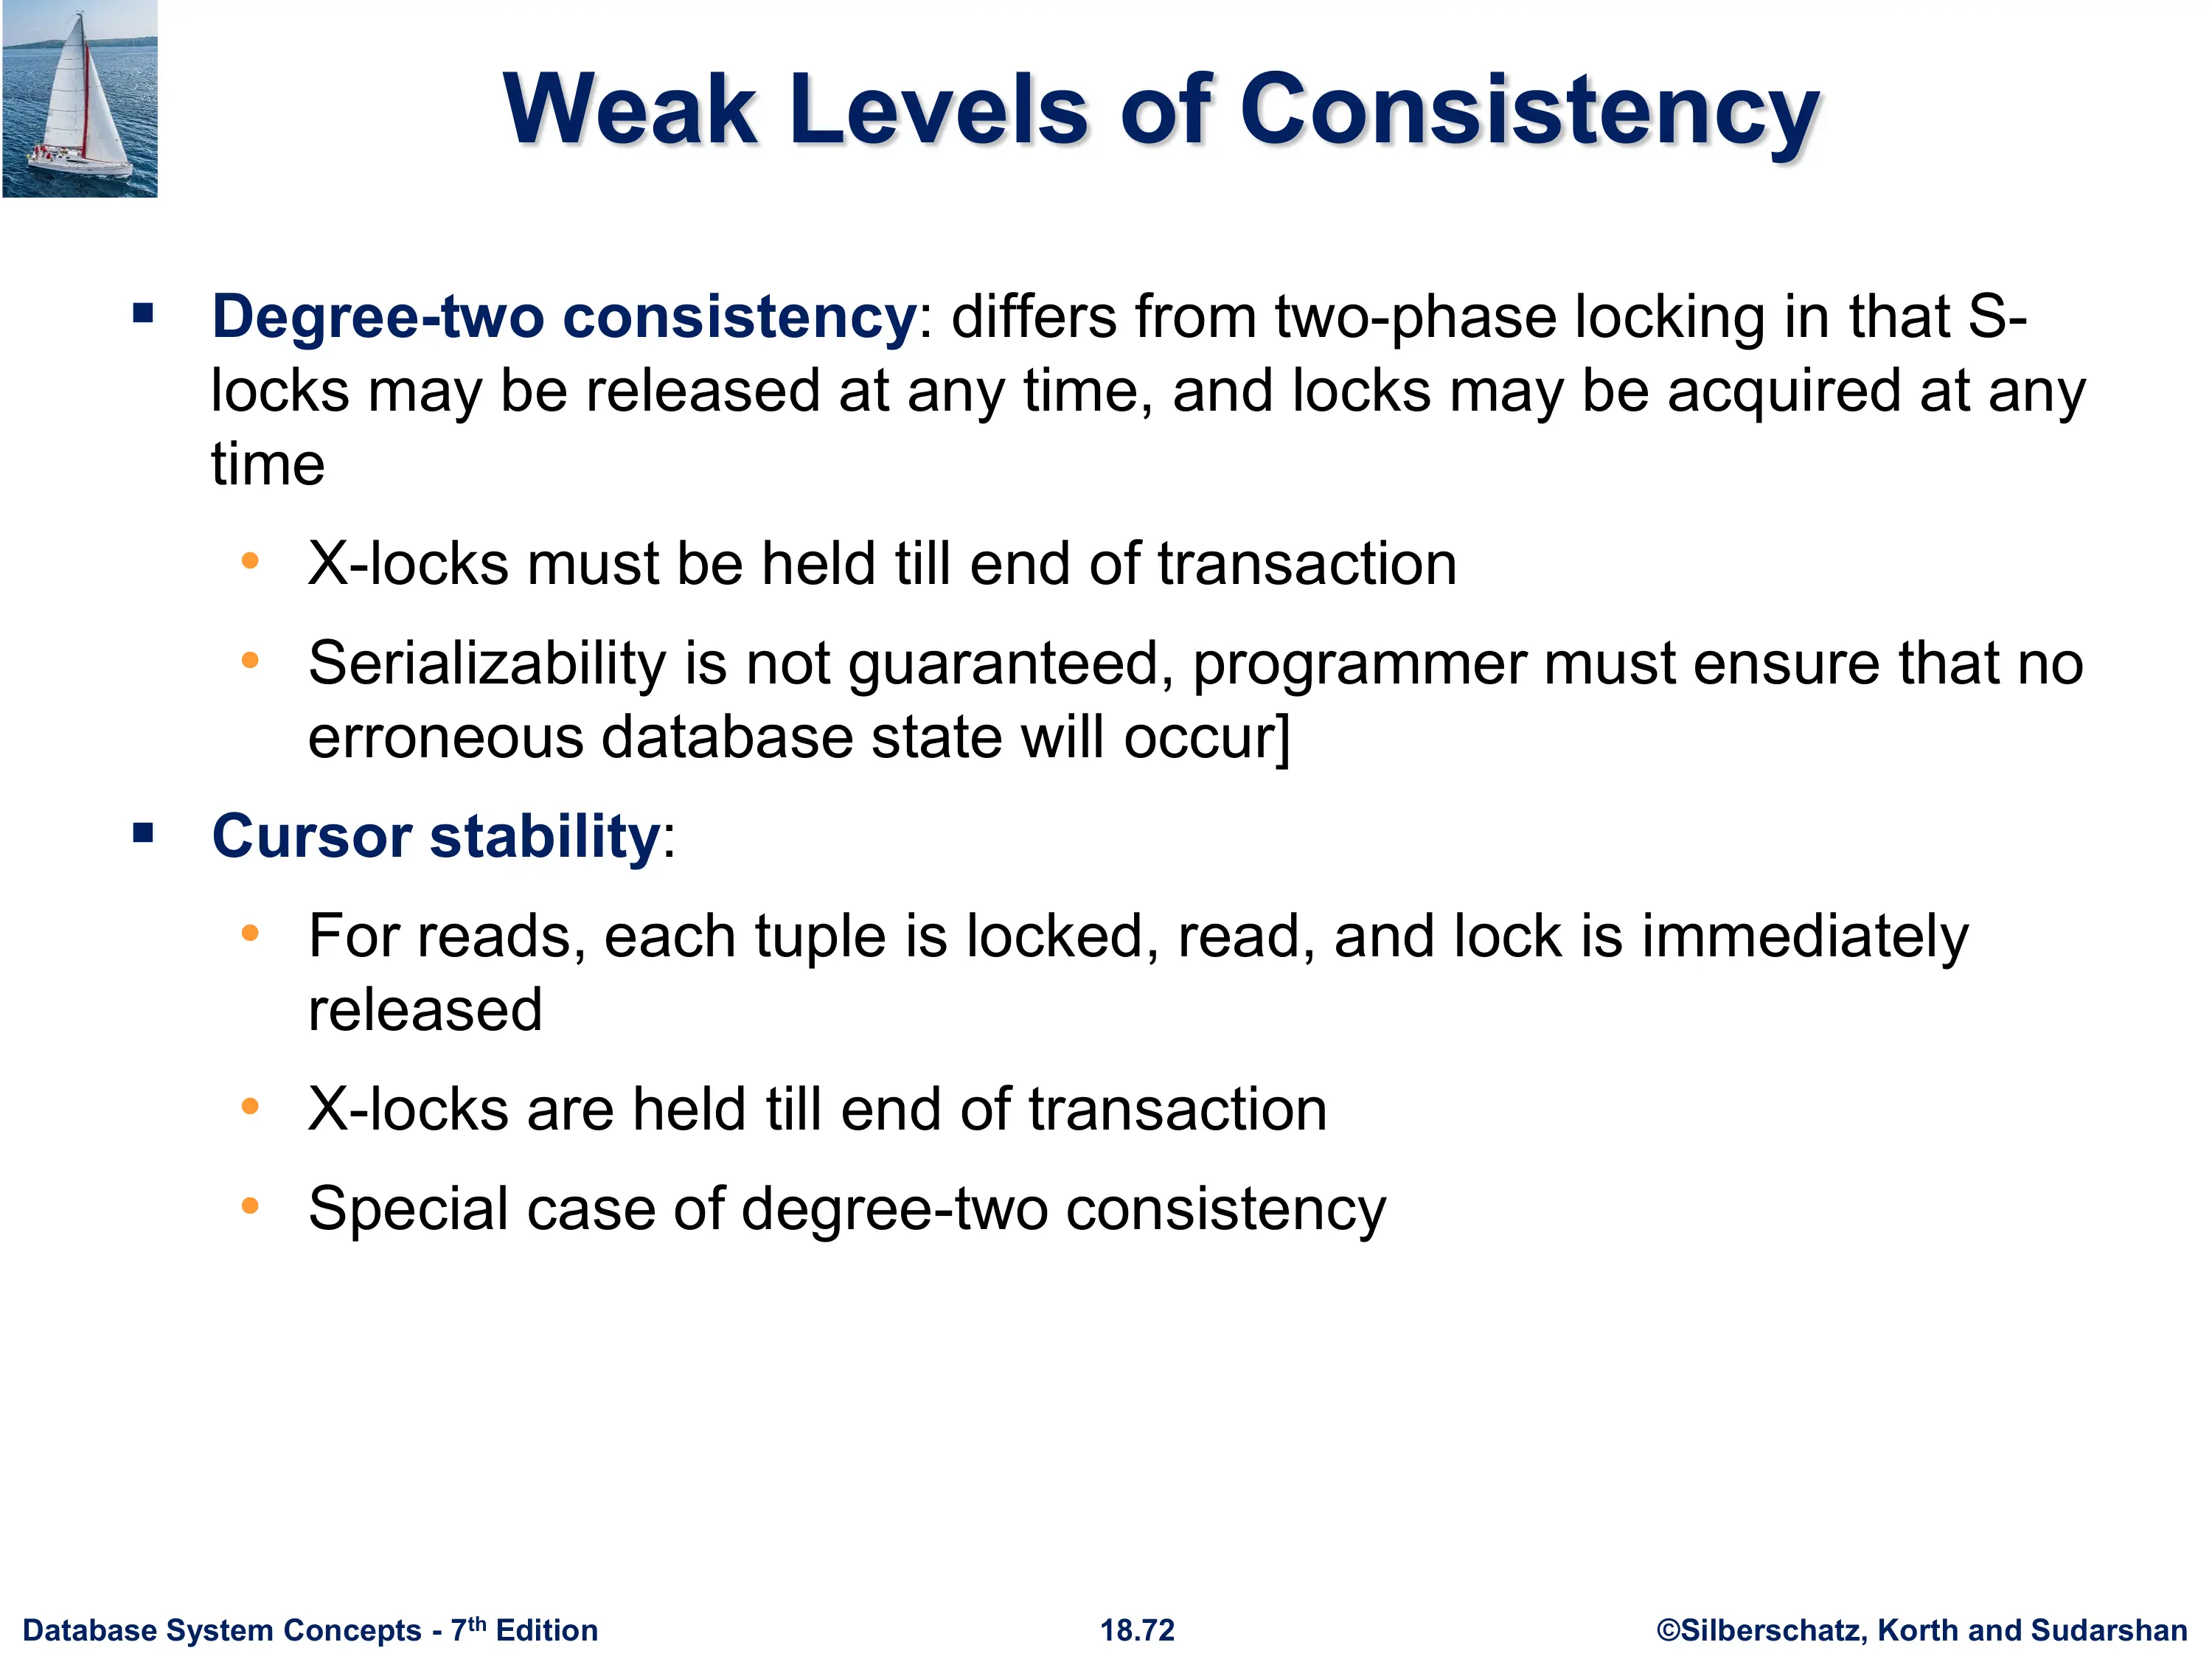 Weak Levels of Consistency
▪ Degree-two consistency: differs from two-phase locking in that S-
locks may be released at any time, and locks may be acquired at any
time
• X-locks must be held till end of transaction
• Serializability is not guaranteed, programmer must ensure that no
erroneous database state will occur]
▪ Cursor stability:
• For reads, each tuple is locked, read, and lock is immediately
released
• X-locks are held till end of transaction
• Special case of degree-two consistency
Database System Concepts - 7th Edition
18.72
©Silberschatz, Korth and Sudarshan